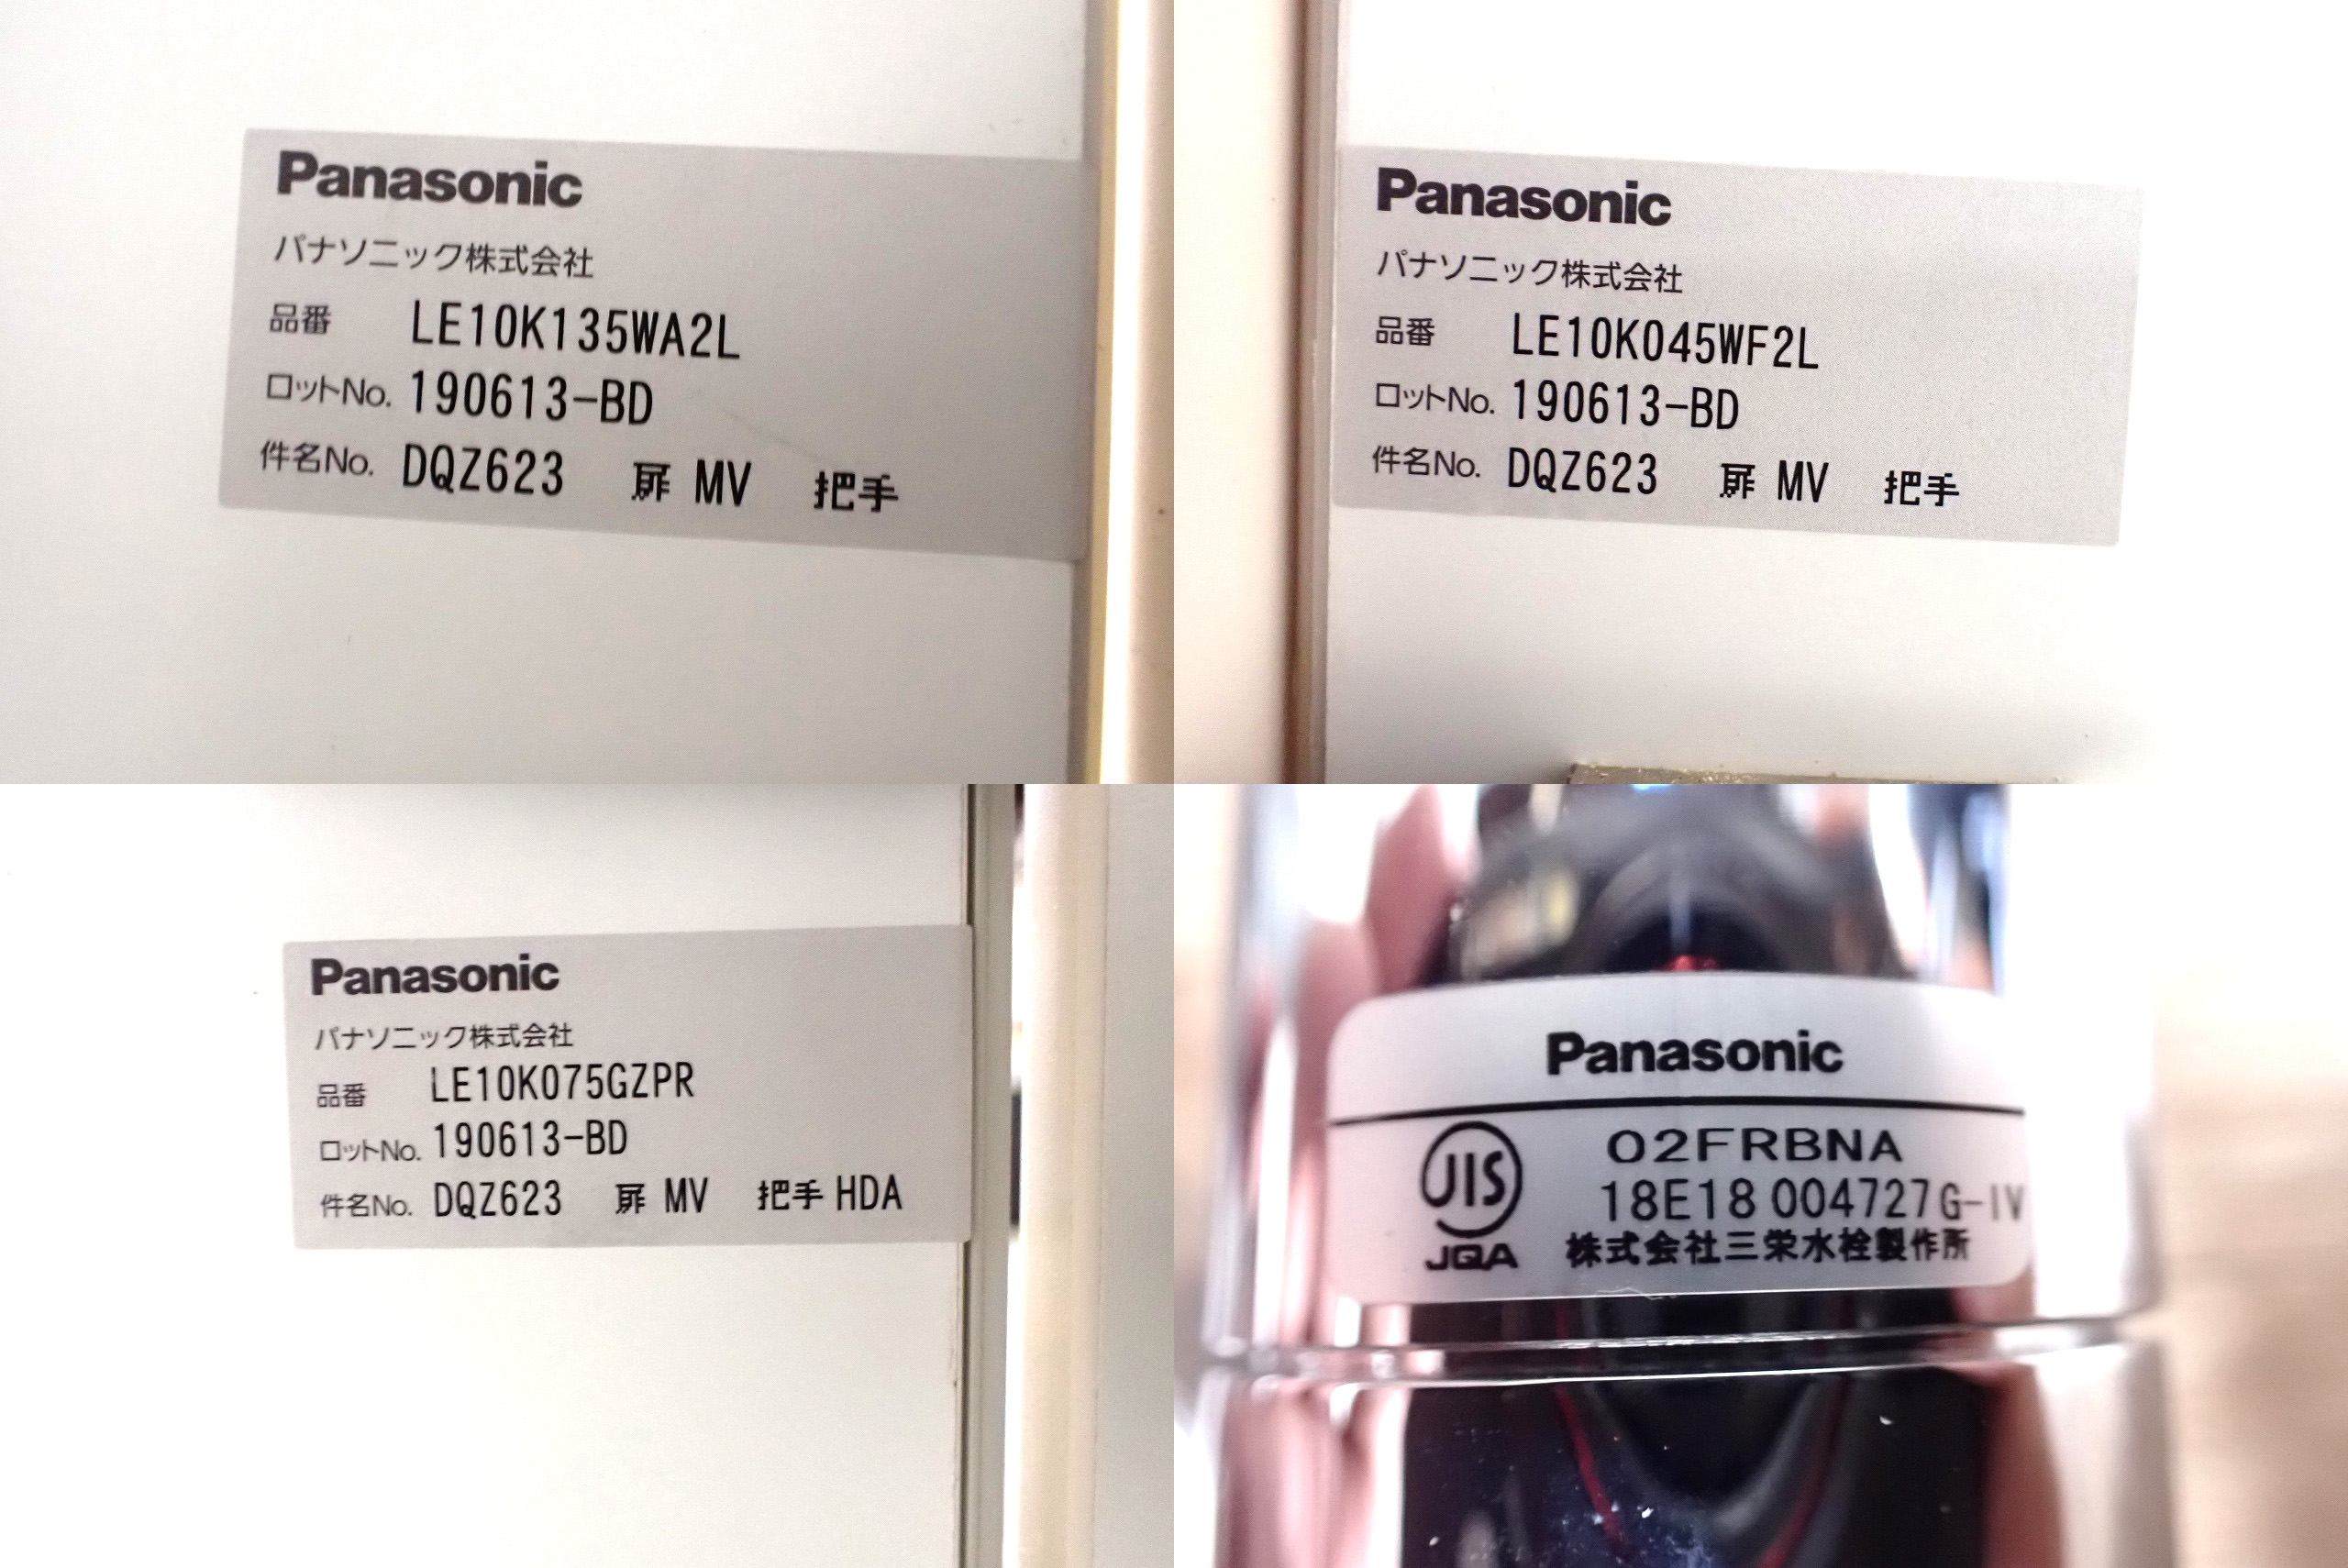 Panasonic
パナソニック株式会社
品番 LE10K135WA2L
ロットNo. 190613-BD
件名No. DQZ623 扉 MV 把手
Panasonic
パナソニック株式会社
品番 LE10K045WF2L
ロットNo. 190613-BD
件名No. DQZ623 扉 MV 把手
Panasonic
パナソニック株式会社
品番 LE10K075GZPR
ロットNo. 190613-BD
件名No. DQZ623 扉 MV 把手 HDA
Panasonic
JIS
JQA
02FRBNA
18E18 004727 G-IV
株式会社三栄水栓製作所